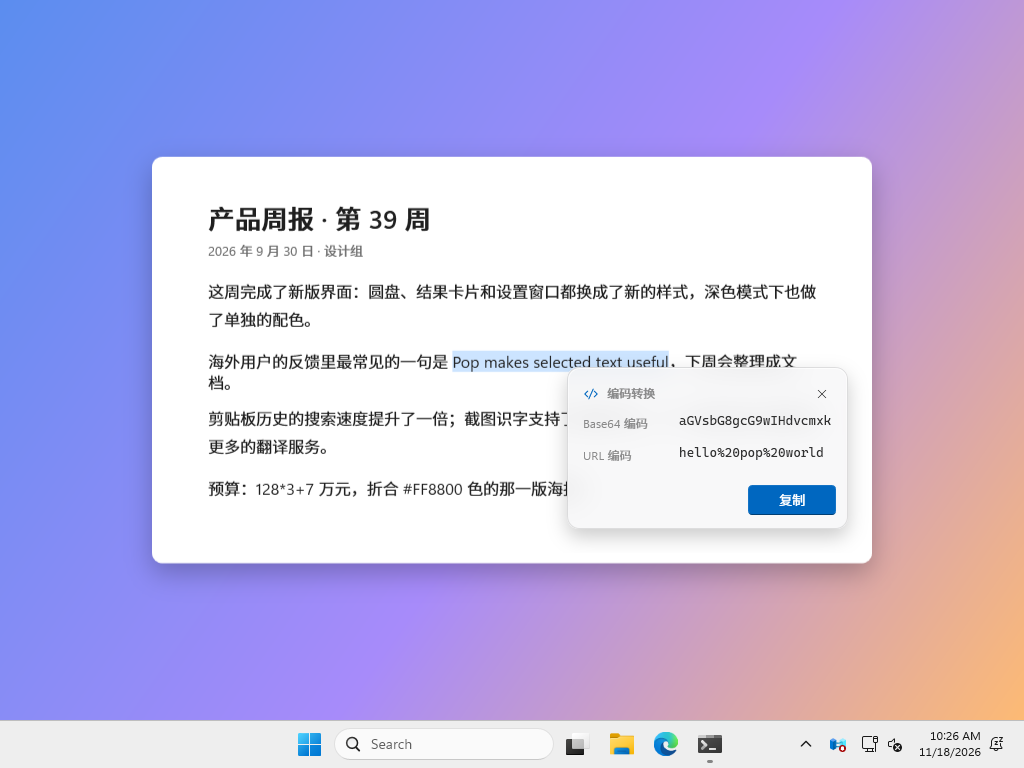 产品周报 · 第 39 周
2026 年 9 月 30 日 · 设计组
这周完成了新版界面：圆盘、结果卡片和设置窗口都换成了新的样式，深色模式下也做
了单独的配色。
海外用户的反馈里最常见的一句是 Pop makes selected text useful，下周会整理成文
档。
剪贴板历史的搜索速度提升了一倍；截图识字支持
更多的翻译服务。
预算：128*3+7 万元，折合 #FF8800 色的那一版海
编码转换
Base64 编码 aGVsbG8gcG9wIHdvcmxk
URL 编码 hello%20pop%20world
复制
Search
10:26 AM
11/18/2026